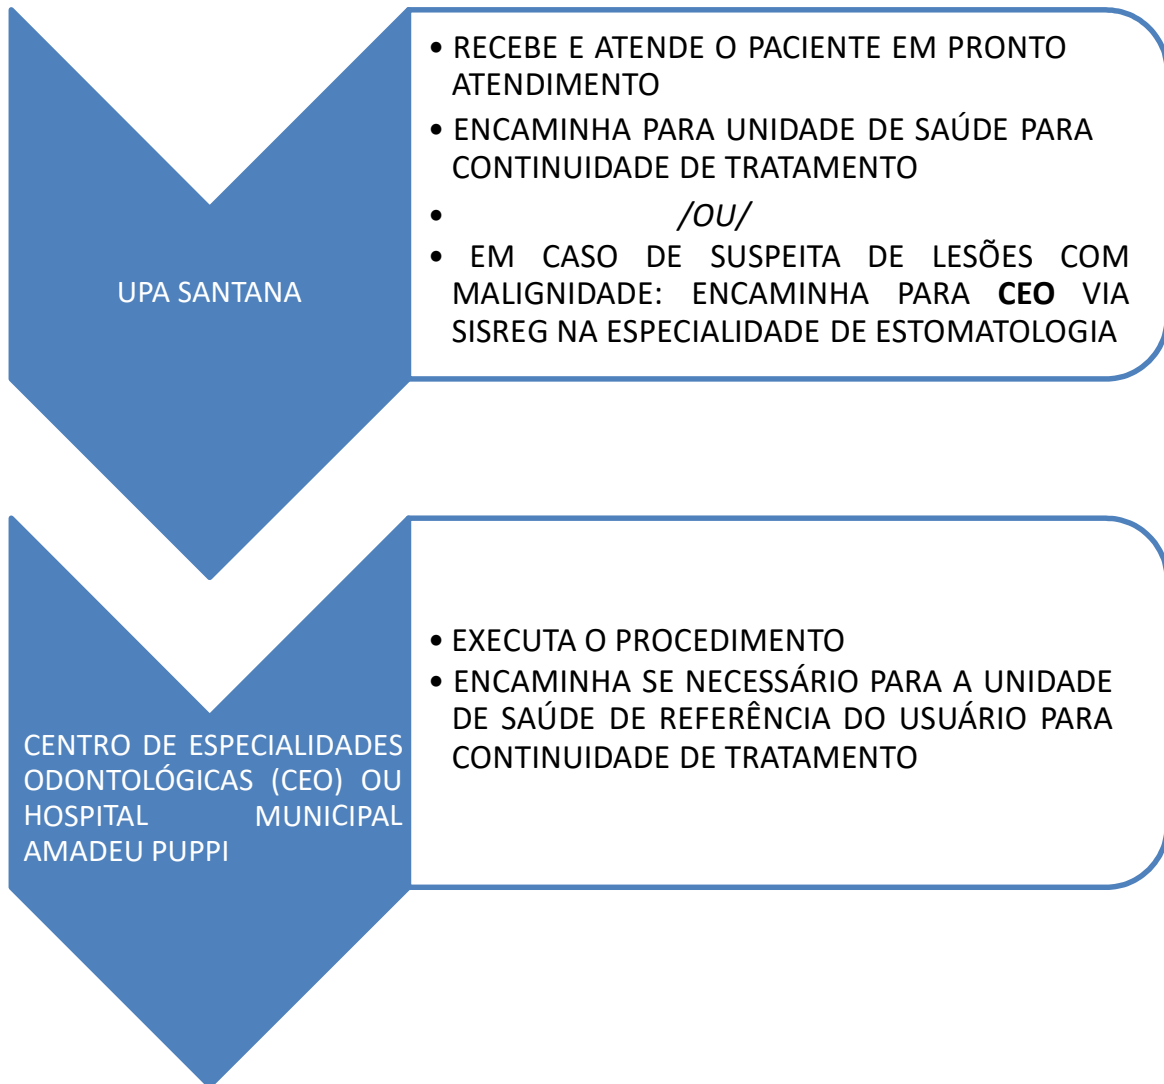 • RECEBE E ATENDE O PACIENTE EM PRONTO
ATENDIMENTO
• ENCAMINHA PARA UNIDADE DE SAÚDE PARA
CONTINUIDADE DE TRATAMENTO
• /OU/
• EM CASO DE SUSPEITA DE LESÕES COM
MALIGNIDADE: ENCAMINHA PARA CEO VIA
SISREG NA ESPECIALIDADE DE ESTOMATOLOGIA
UPA SANTANA
• EXECUTA O PROCEDIMENTO
• ENCAMINHA SE NECESSÁRIO PARA A UNIDADE
DE SAÚDE DE REFERÊNCIA DO USUÁRIO PARA
CONTINUIDADE DE TRATAMENTO
CENTRO DE ESPECIALIDADES
ODONTOLÓGICAS (CEO) OU
HOSPITAL MUNICIPAL
AMADEU PUPPI